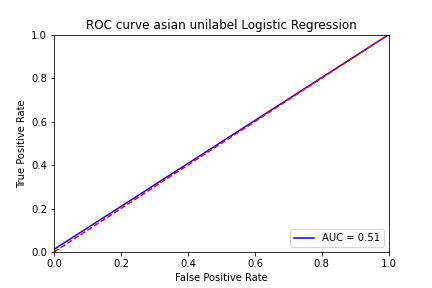 ROC curve asian unilabel Logistic Regression
True Positive Rate
1.0
0.8
0.6
0.4
0.2
0.0
AUC = 0.51
0.0 0.2 0.4 0.6 0.8 1.0
False Positive Rate